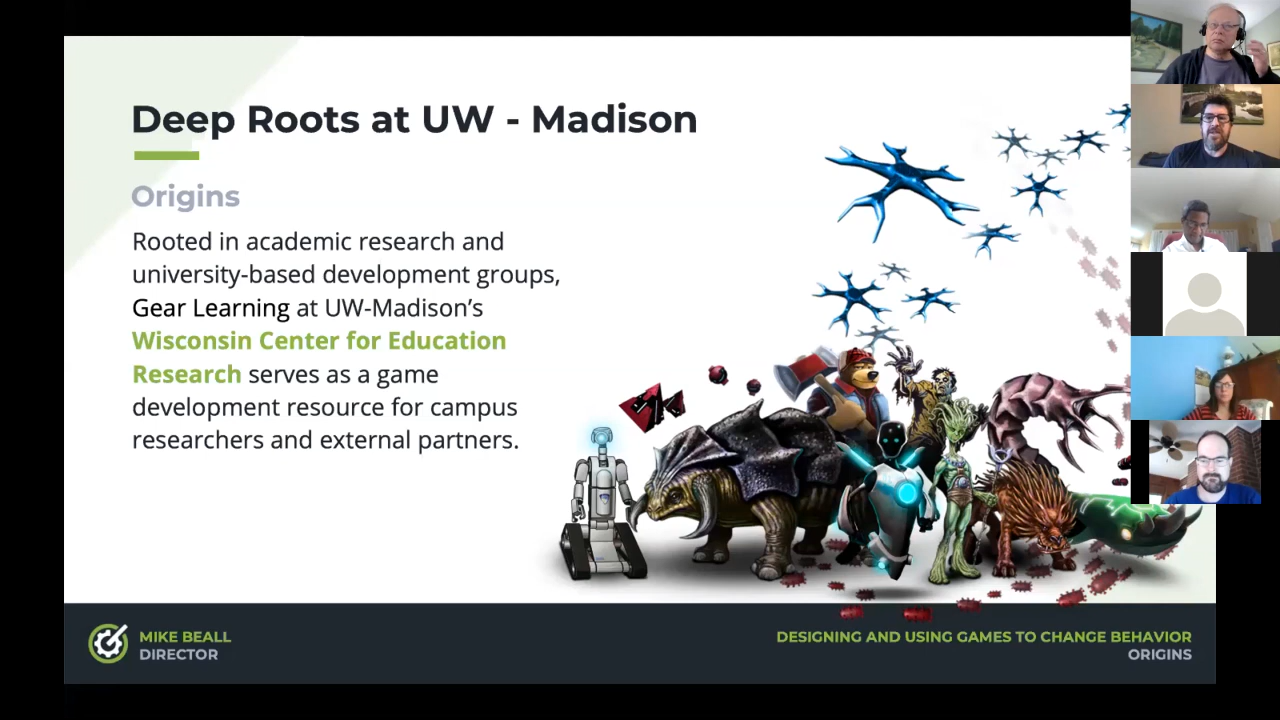 Deep Roots at UW - Madison
Origins
Rooted in academic research and
university-based development groups,
Gear Learning at UW-Madison’s
Wisconsin Center for Education
Research serves as a game
development resource for campus
researchers and external partners.
MIKE BEALL
DIRECTOR
DESIGNING AND USING GAMES TO CHANGE BEHAVIOR
ORIGINS